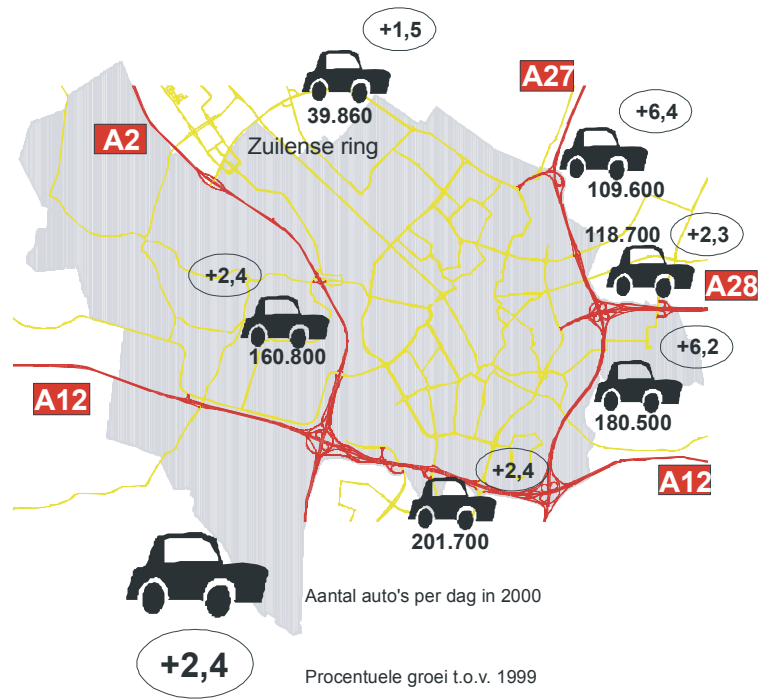 +1,5
A27
39.860
+6,4
A2
Zuilense ring
109.600
118.700
+2,3
+2,4
A28
160.800
+6,2
A12
180.500
+2,4
A12
201.700
Aantal auto's per dag in 2000
+2,4
Procentuele groei t.o.v. 1999